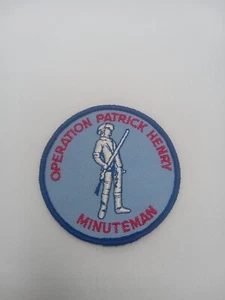 OPERATION PATRICK HENRY
MINUTEMAN